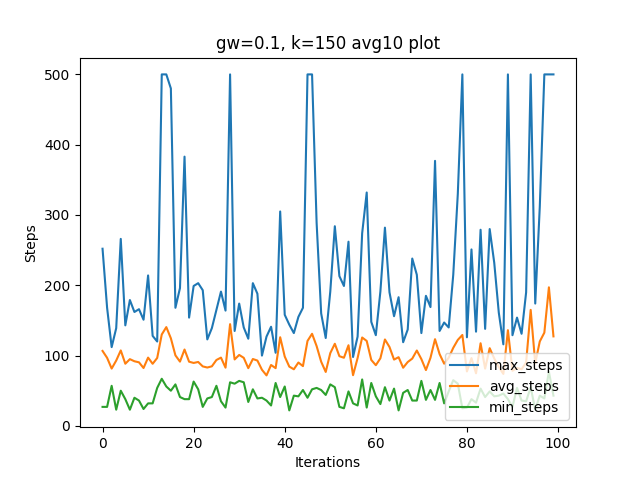 gw=0.1, k=150 avg10 plot
500
400
300
200
100
0
Steps
0 20 40 60 80 100
Iterations
max_steps
avg_steps
min_steps